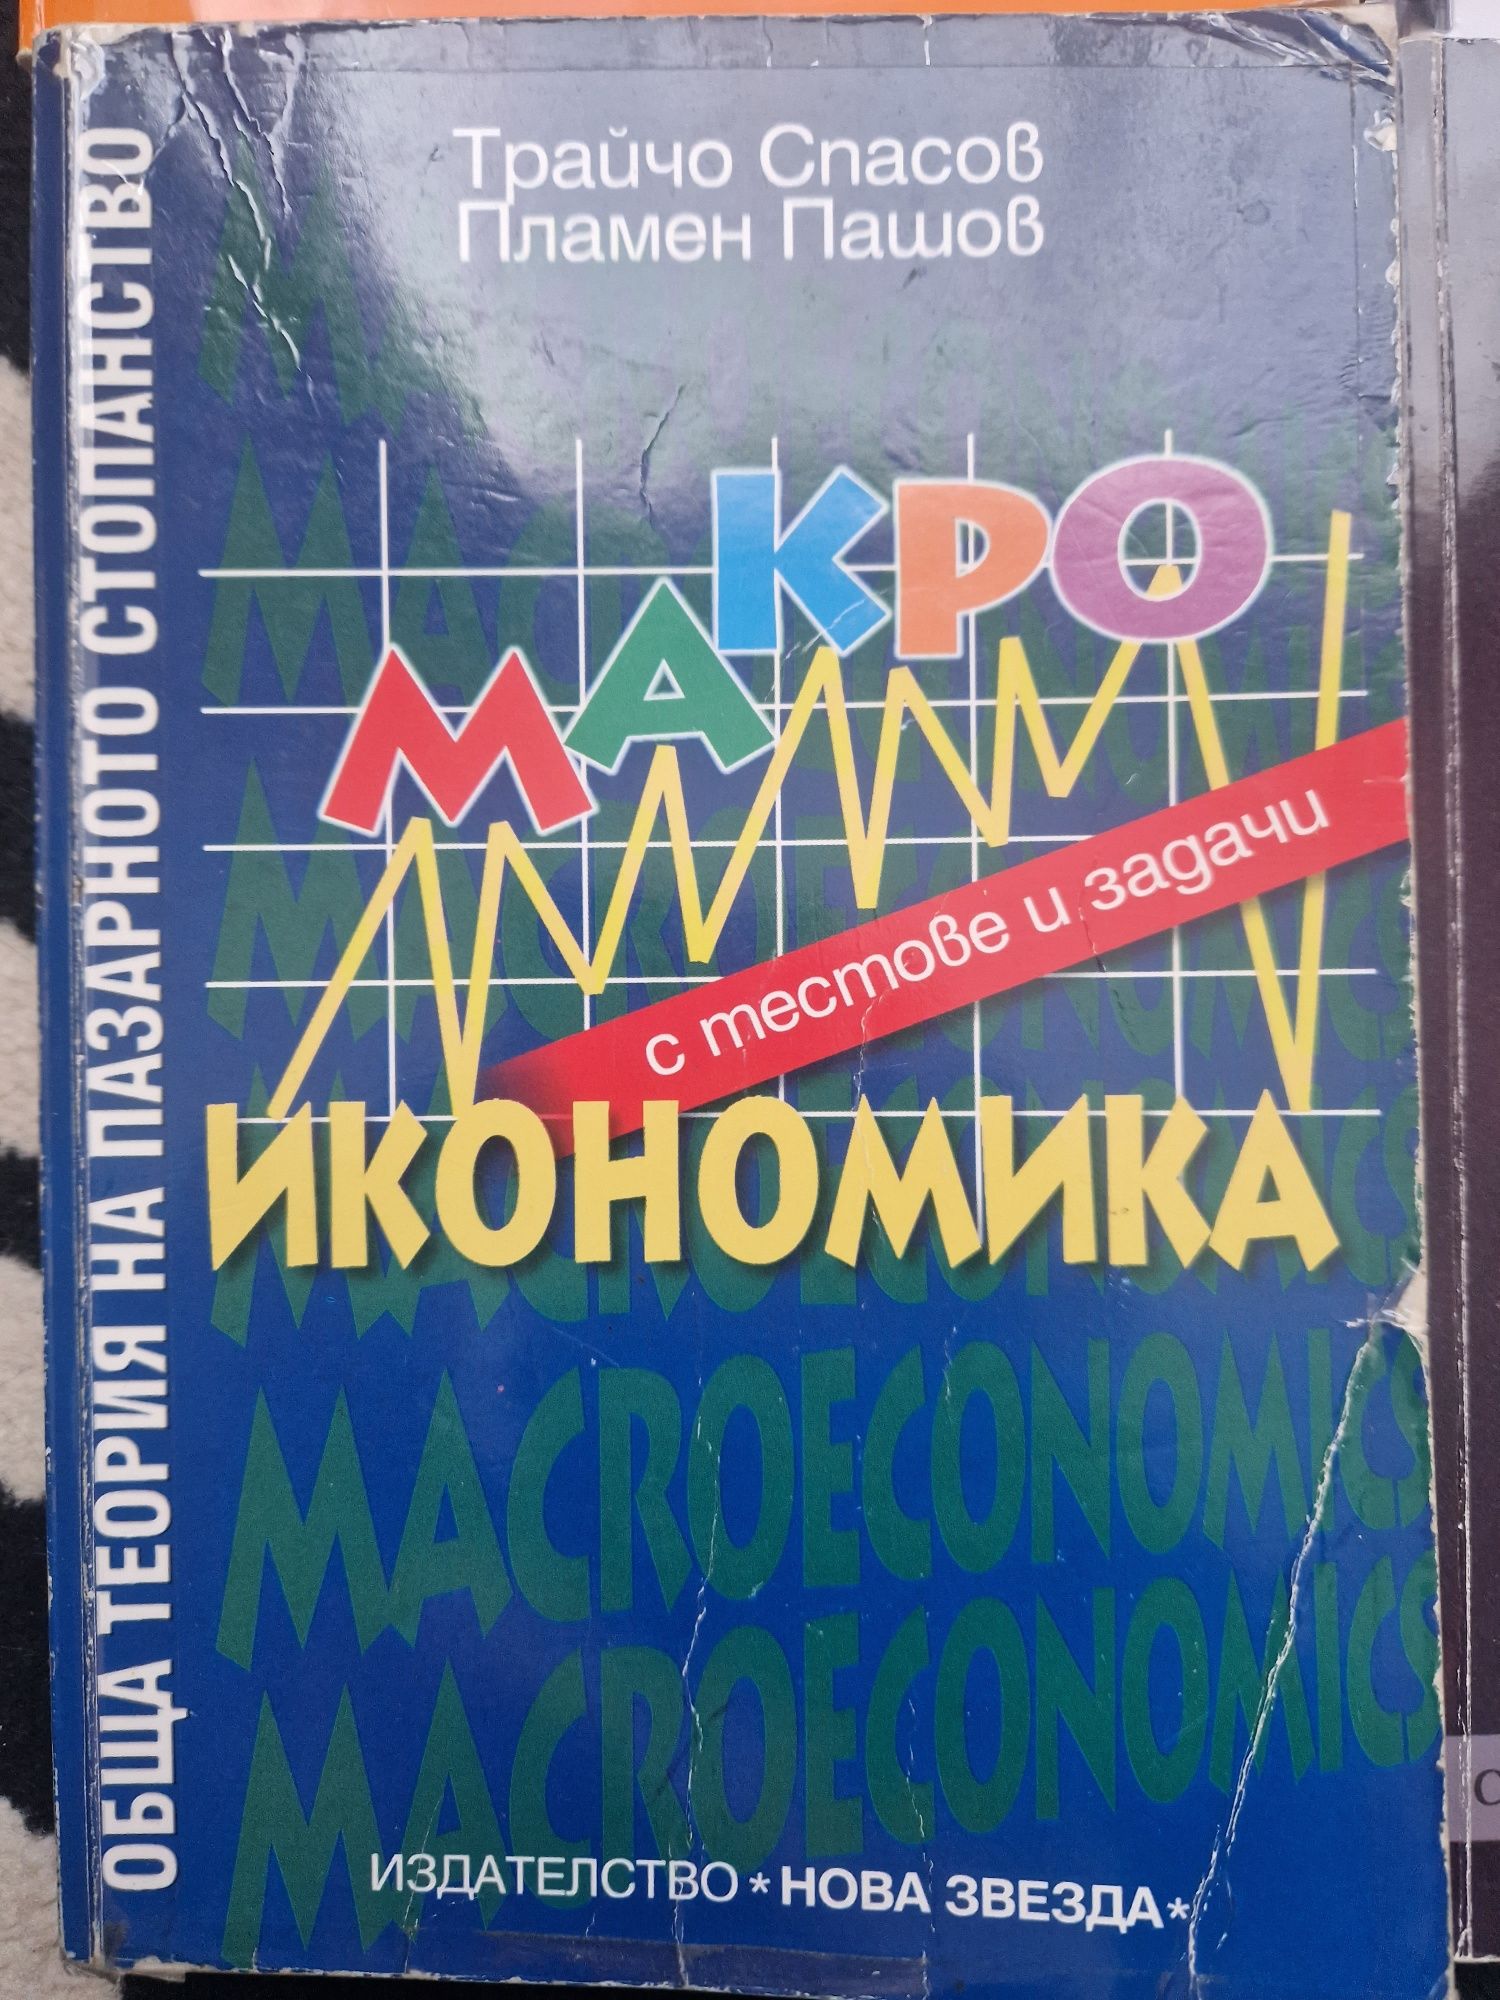 Трайчо Спасов
Пламен Пашов
ОБЩА ТЕОРИЯ НА ПАЗАРНОТО СТОПАНСТВО
МАКРО
с тестове и задачи
ИКОНОМИКА
MACROECONOMICS
MACROECONOMICS
MACROECONOMICS
ИЗДАТЕЛСТВО * НОВА ЗВЕЗДА *